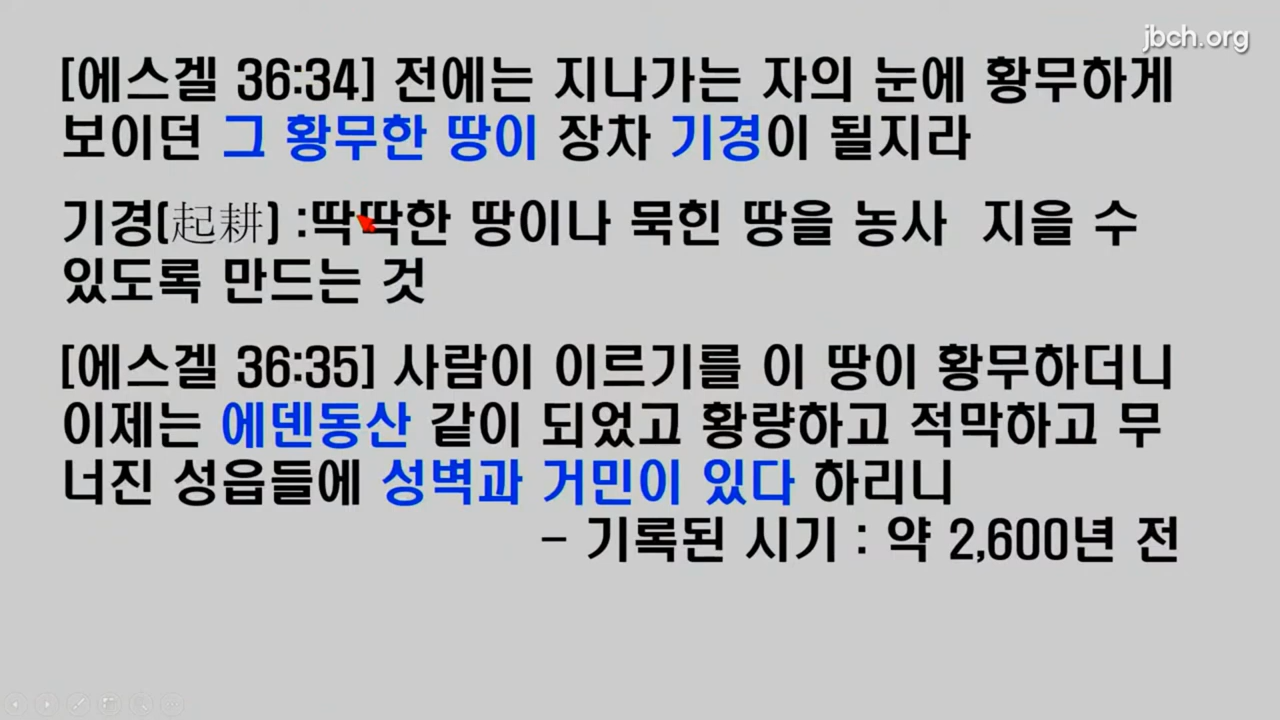 jbch.org
[에스겔 36:34] 전에는 지나가는 자의 눈에 황무하게
보이던 그 황무한 땅이 장차 기경이 될지라
기경(起耕) :딱딱한 땅이나 묵힌 땅을 농사 지을 수
있도록 만드는 것
[에스겔 36:35] 사람이 이르기를 이 땅이 황무하더니
이제는 에덴동산 같이 되었고 황량하고 적막하고 무
너진 성읍들에 성벽과 거민이 있다 하리니
- 기록된 시기 : 약 2,600년 전